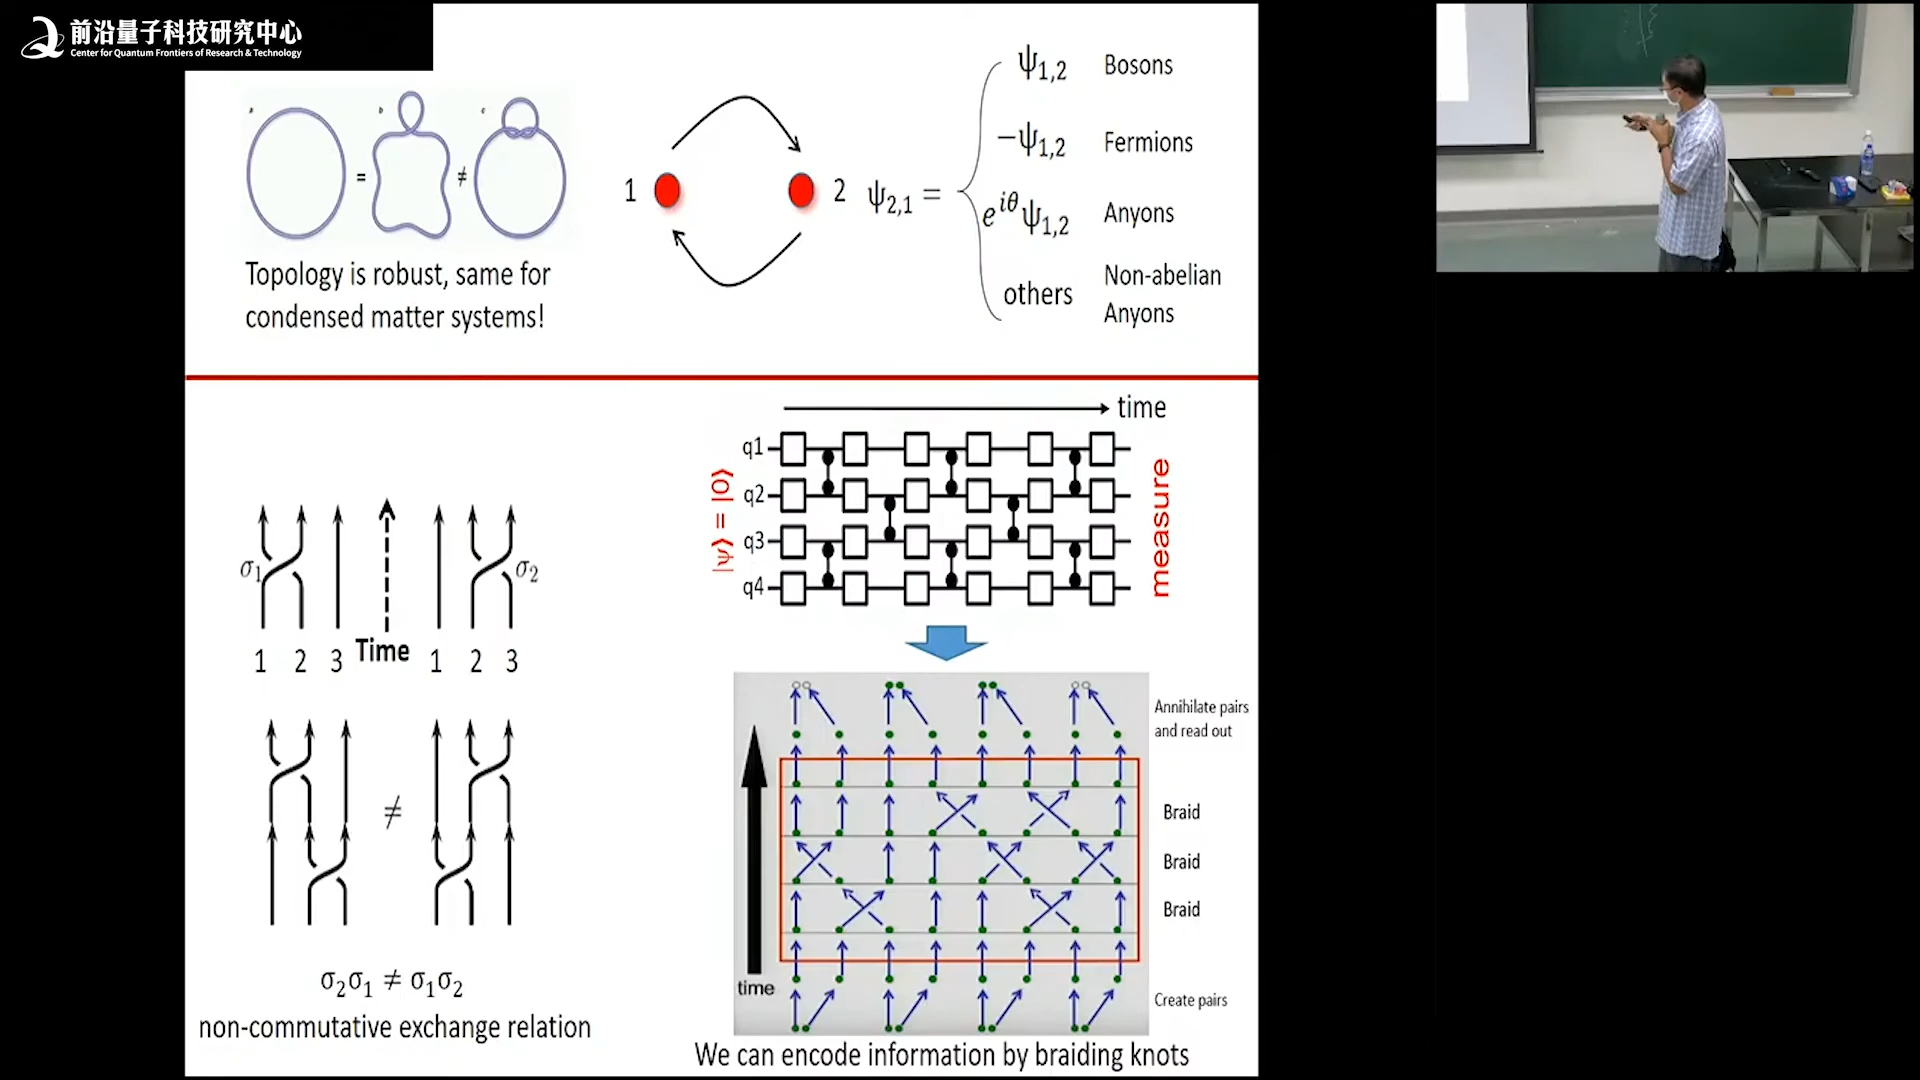 前沿量子科技研究中心
Center for Quantum Frontiers of Research & Technology
a
b
c
=
≠
Topology is robust, same for
condensed matter systems!
1
2
ψ2,1 =
ψ1,2 Bosons
−ψ1,2 Fermions
e^{iθ}ψ1,2 Anyons
others Non-abelian
Anyons
σ1
σ2
1 2 3 Time 1 2 3
≠
σ2σ1 ≠ σ1σ2
non-commutative exchange relation
time
q1
q2
q3
q4
|ψ⟩ = |0⟩
measure
Annihilate pairs
and read out
Braid
Braid
Braid
time
Create pairs
We can encode information by braiding knots